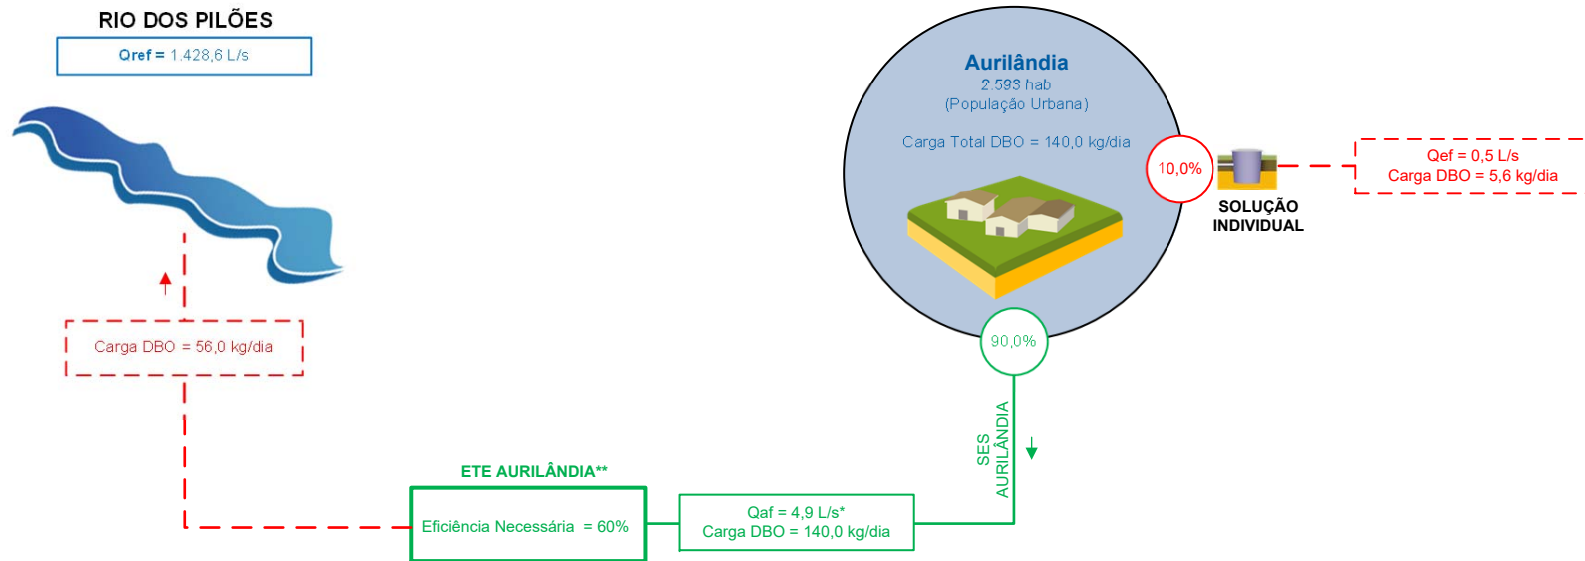 RIO DOS PILÕES
Qref = 1.428,6 L/s
Aurilândia
2.593 hab
(População Urbana)
Carga Total DBO = 140,0 kg/dia
10,0%
SOLUÇÃO
INDIVIDUAL
Qef = 0,5 L/s
Carga DBO = 5,6 kg/dia
90,0%
SES
AURILÂNDIA
Carga DBO = 56,0 kg/dia
ETE AURILÂNDIA**
Eficiência Necessária = 60%
Qaf = 4,9 L/s*
Carga DBO = 140,0 kg/dia